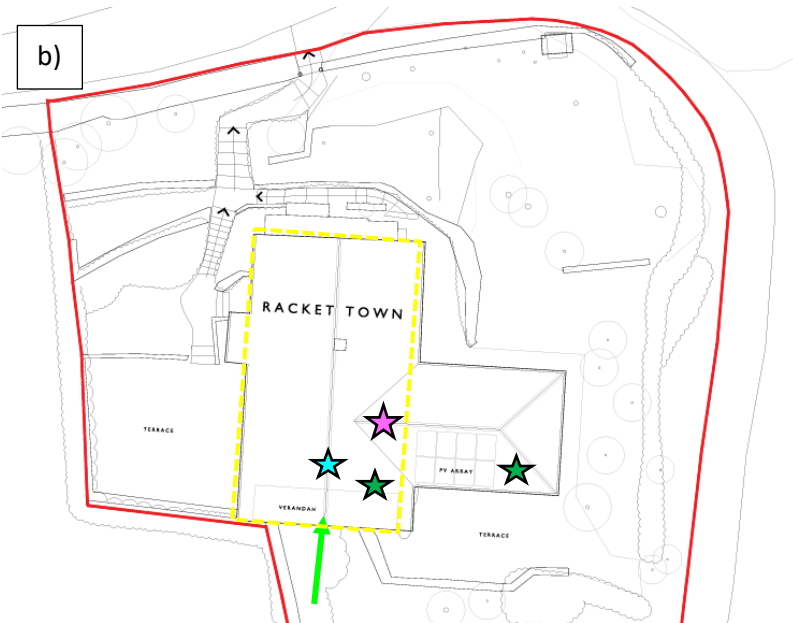 b)
RACKET TOWN
TERRACE
PV ARRAY
VERANDAH
TERRACE